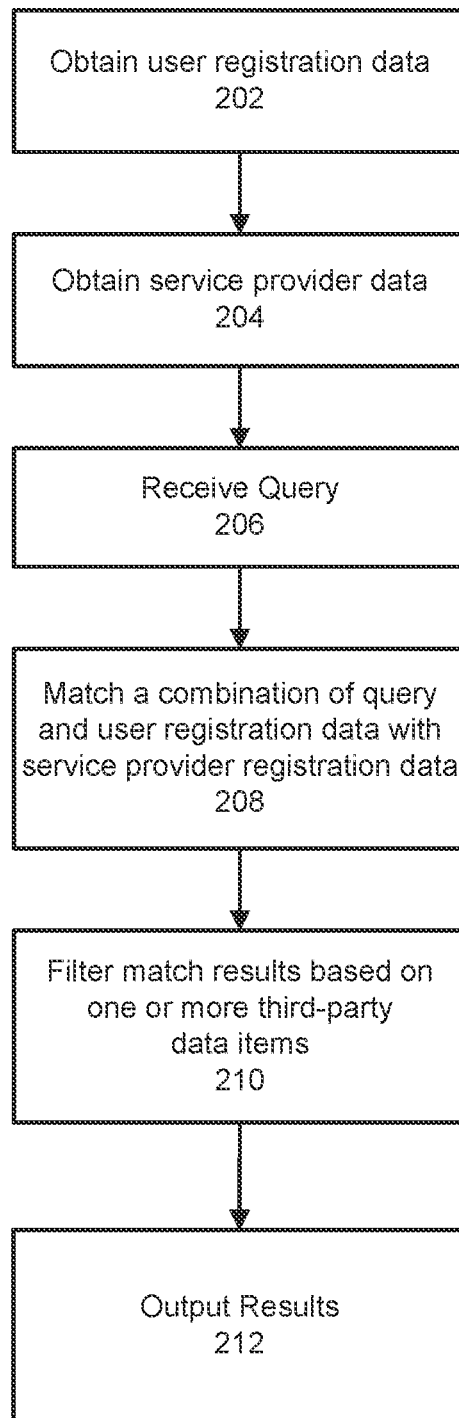 Obtain user registration data
202
Obtain service provider data
204
Receive Query
206
Match a combination of query
and user registration data with
service provider registration data
208
Filter match results based on
one or more third-party
data items
210
Output Results
212